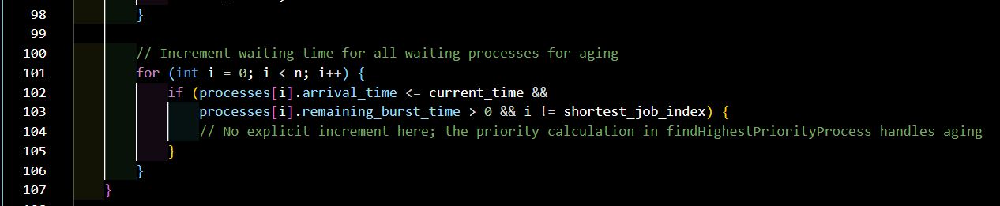 98 }
99
100 // Increment waiting time for all waiting processes for aging
101 for (int i = 0; i < n; i++) {
102 if (processes[i].arrival_time <= current_time &&
103 processes[i].remaining_burst_time > 0 && i != shortest_job_index) {
104 // No explicit increment here; the priority calculation in findHighestPriorityProcess handles aging
105 }
106 }
107 }